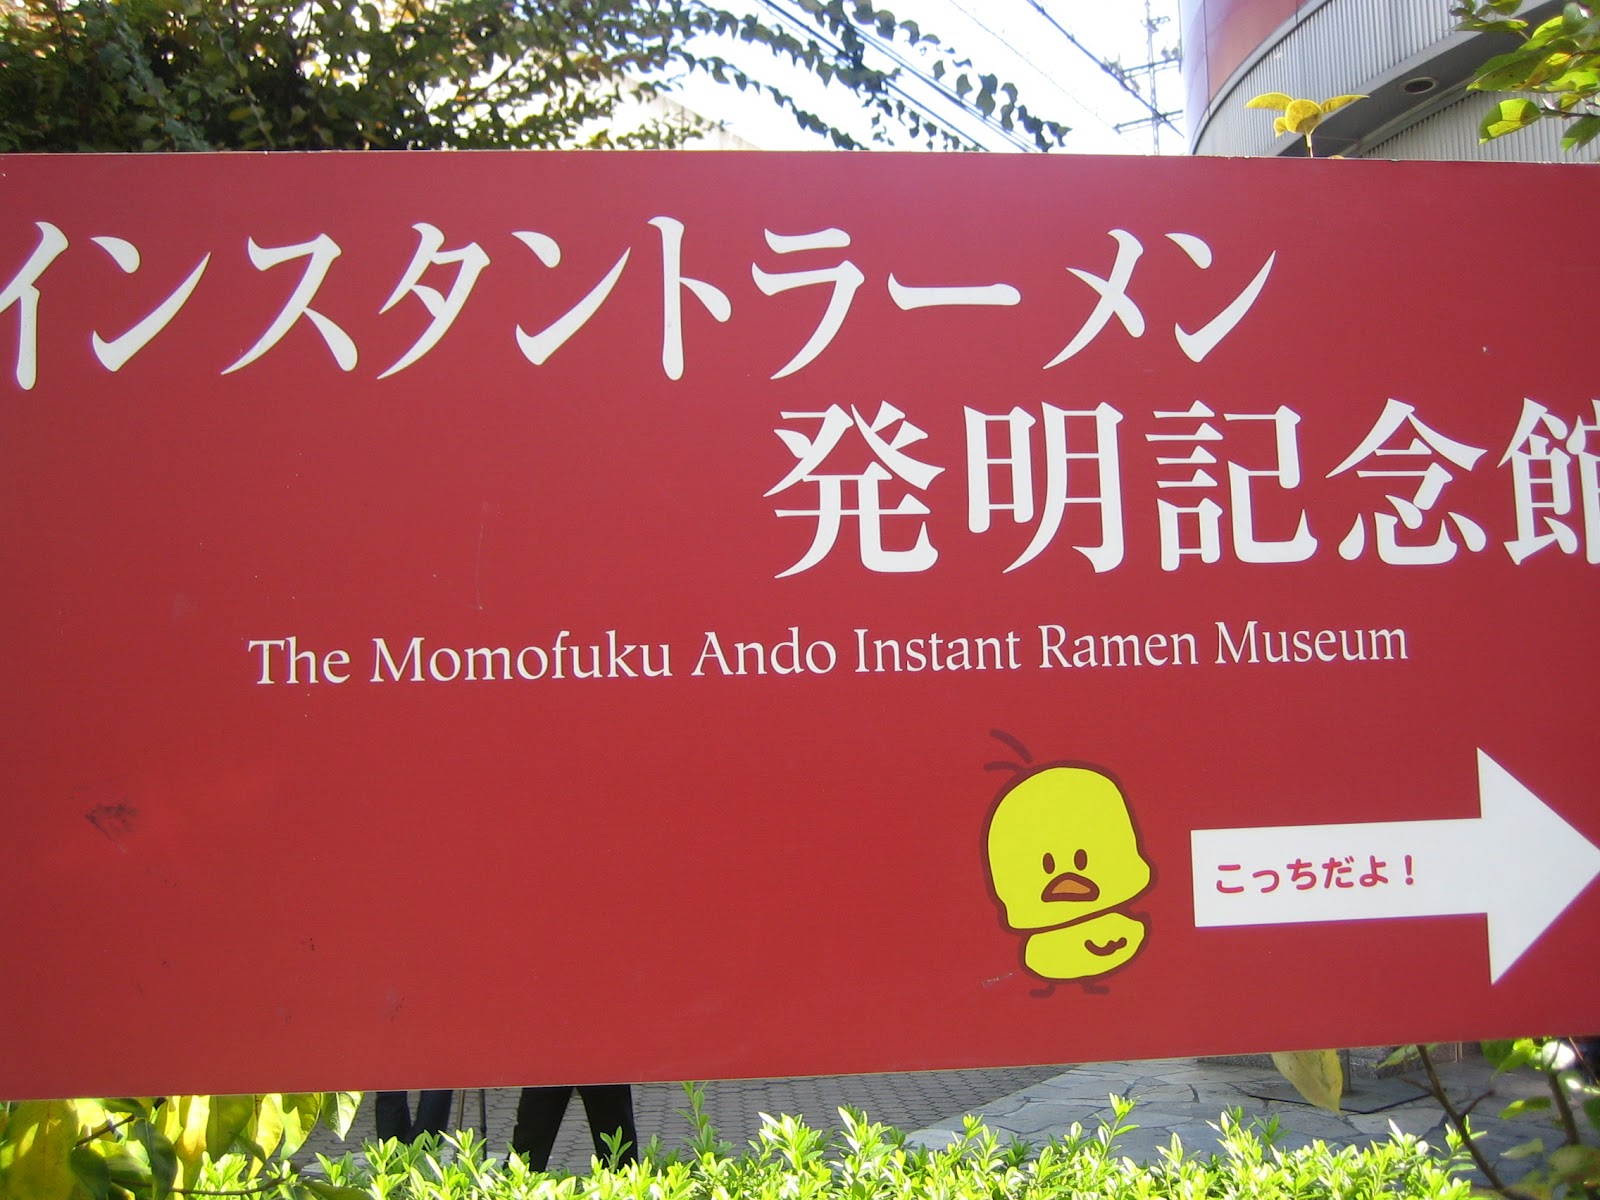 インスタントラーメン
発明記念館
The Momofuku Ando Instant Ramen Museum
こっちだよ！